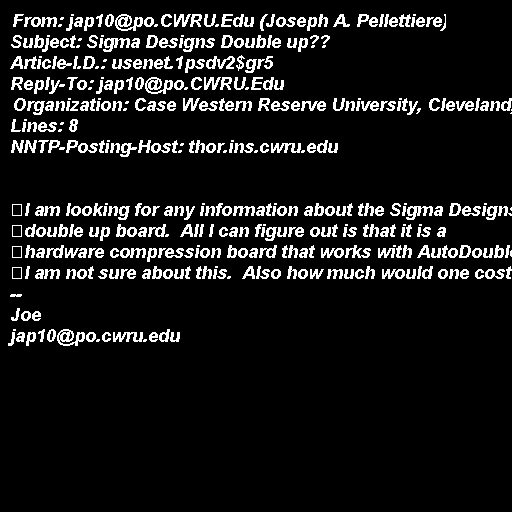 From: jap10@po.CWRU.Edu (Joseph A. Pellettiere)
Subject: Sigma Designs Double up??
Article-I.D.: usenet.1psdv2$gr5
Reply-To: jap10@po.CWRU.Edu
Organization: Case Western Reserve University, Cleveland,
Lines: 8
NNTP-Posting-Host: thor.ins.cwru.edu
I am looking for any information about the Sigma Designs
double up board.  All I can figure out is that it is a
hardware compression board that works with AutoDouble
I am not sure about this.  Also how much would one cost
--
Joe
jap10@po.cwru.edu